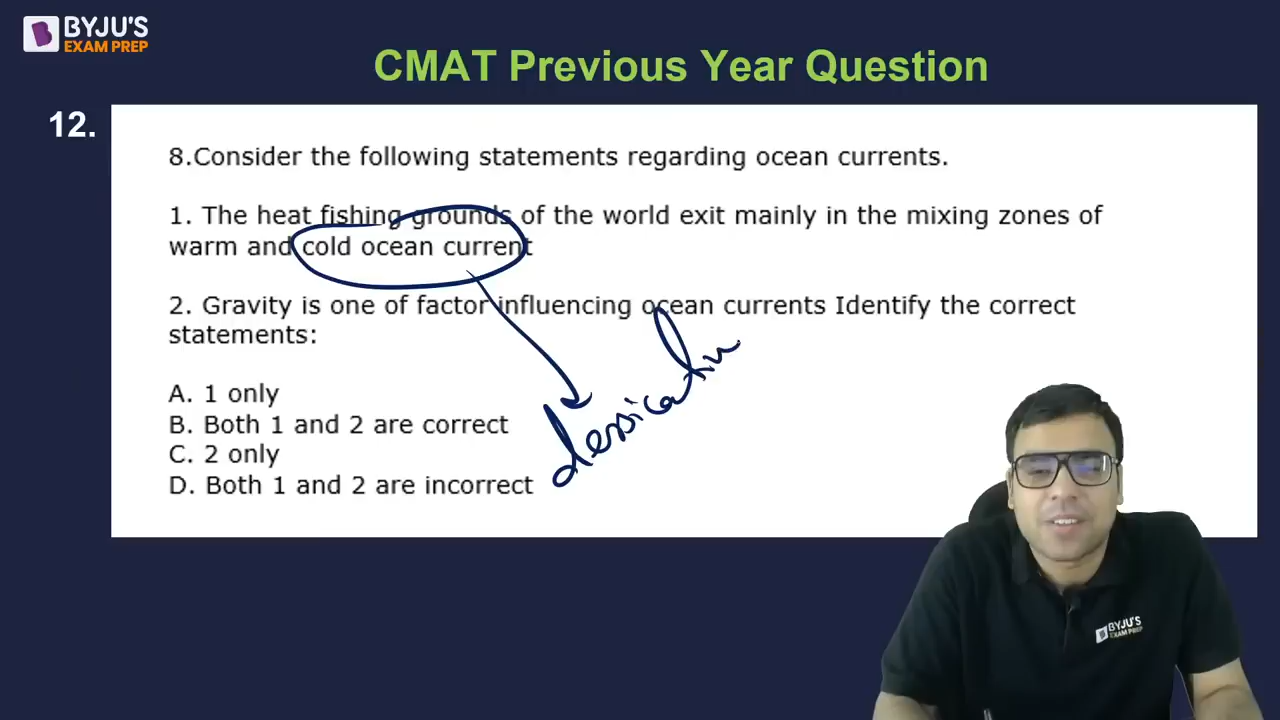 BYJU'S
EXAM PREP
CMAT Previous Year Question
12.
8.Consider the following statements regarding ocean currents.
1. The heat fishing grounds of the world exit mainly in the mixing zones of
warm and cold ocean current
2. Gravity is one of factor influencing ocean currents Identify the correct
statements:
A. 1 only
B. Both 1 and 2 are correct
C. 2 only
D. Both 1 and 2 are incorrect
BYJU'S
EXAM PREP